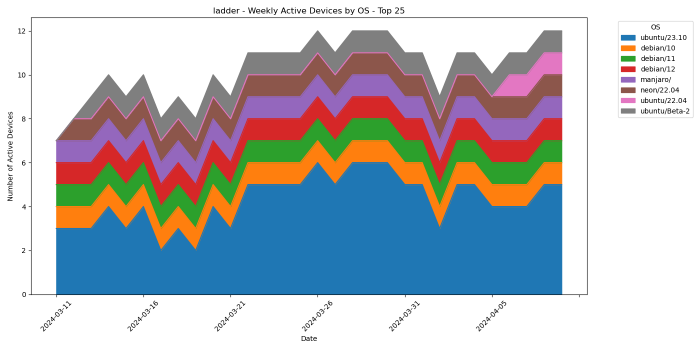 ladder - Weekly Active Devices by OS - Top 25
Number of Active Devices
12
10
8
6
4
2
0
2024-03-11
2024-03-16
2024-03-21
2024-03-26
2024-03-31
2024-04-05
Date
OS
ubuntu/23.10
debian/10
debian/11
debian/12
manjaro/
neon/22.04
ubuntu/22.04
ubuntu/Beta-2